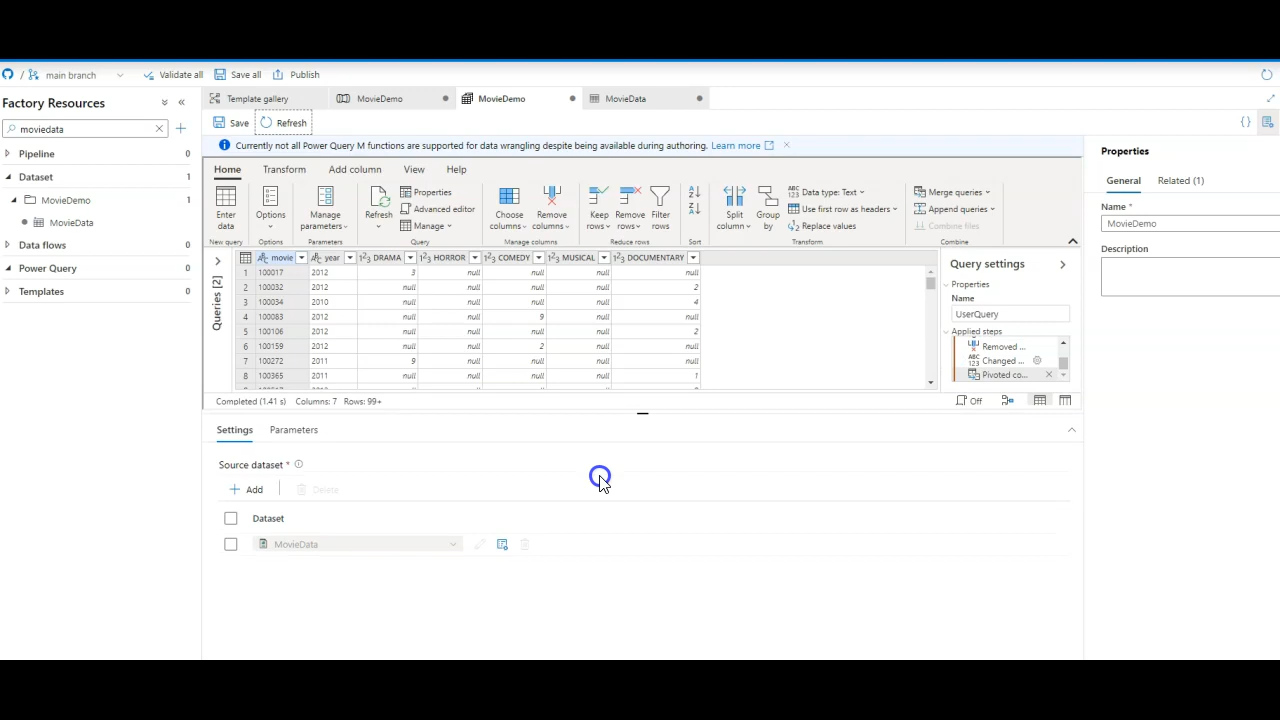 / main branch Validate all Save all Publish
Factory Resources
moviedata
Pipeline 0
Dataset 1
MovieDemo 1
MovieData
Data flows 0
Power Query 0
Templates 0
Template gallery MovieDemo MovieDemo MovieData
Save Refresh { }
Currently not all Power Query M functions are supported for data wrangling despite being available during authoring. Learn more
Home Transform Add column View Help
Enter data
New query
Options
Options
Manage parameters
Parameters
Refresh
Properties
Advanced editor
Manage
Query
Choose columns
Remove columns
Manage columns
Keep rows
Remove rows
Filter rows
Reduce rows
Sort
Split column
Group by
Data type: Text
Use first row as headers
Replace values
Transform
Merge queries
Append queries
Combine files
Combine
Queries [2]
movie year DRAMA HORROR COMEDY MUSICAL DOCUMENTARY
1 100017 2012 3 null null null null
2 100032 2012 null null null null 2
3 100034 2010 null null null null 4
4 100083 2012 null null 9 null null
5 100106 2012 null null null null 2
6 100159 2012 null null 2 null null
7 100272 2011 9 null null null null
8 100365 2011 null null null null 1
Completed (1.41 s) Columns: 7 Rows: 99+
Off
Query settings
Properties
Name
UserQuery
Applied steps
Removed ...
Changed ...
Pivoted co...
Settings Parameters
Source dataset *
Add Delete
Dataset
MovieData
Properties
General Related (1)
Name *
MovieDemo
Description